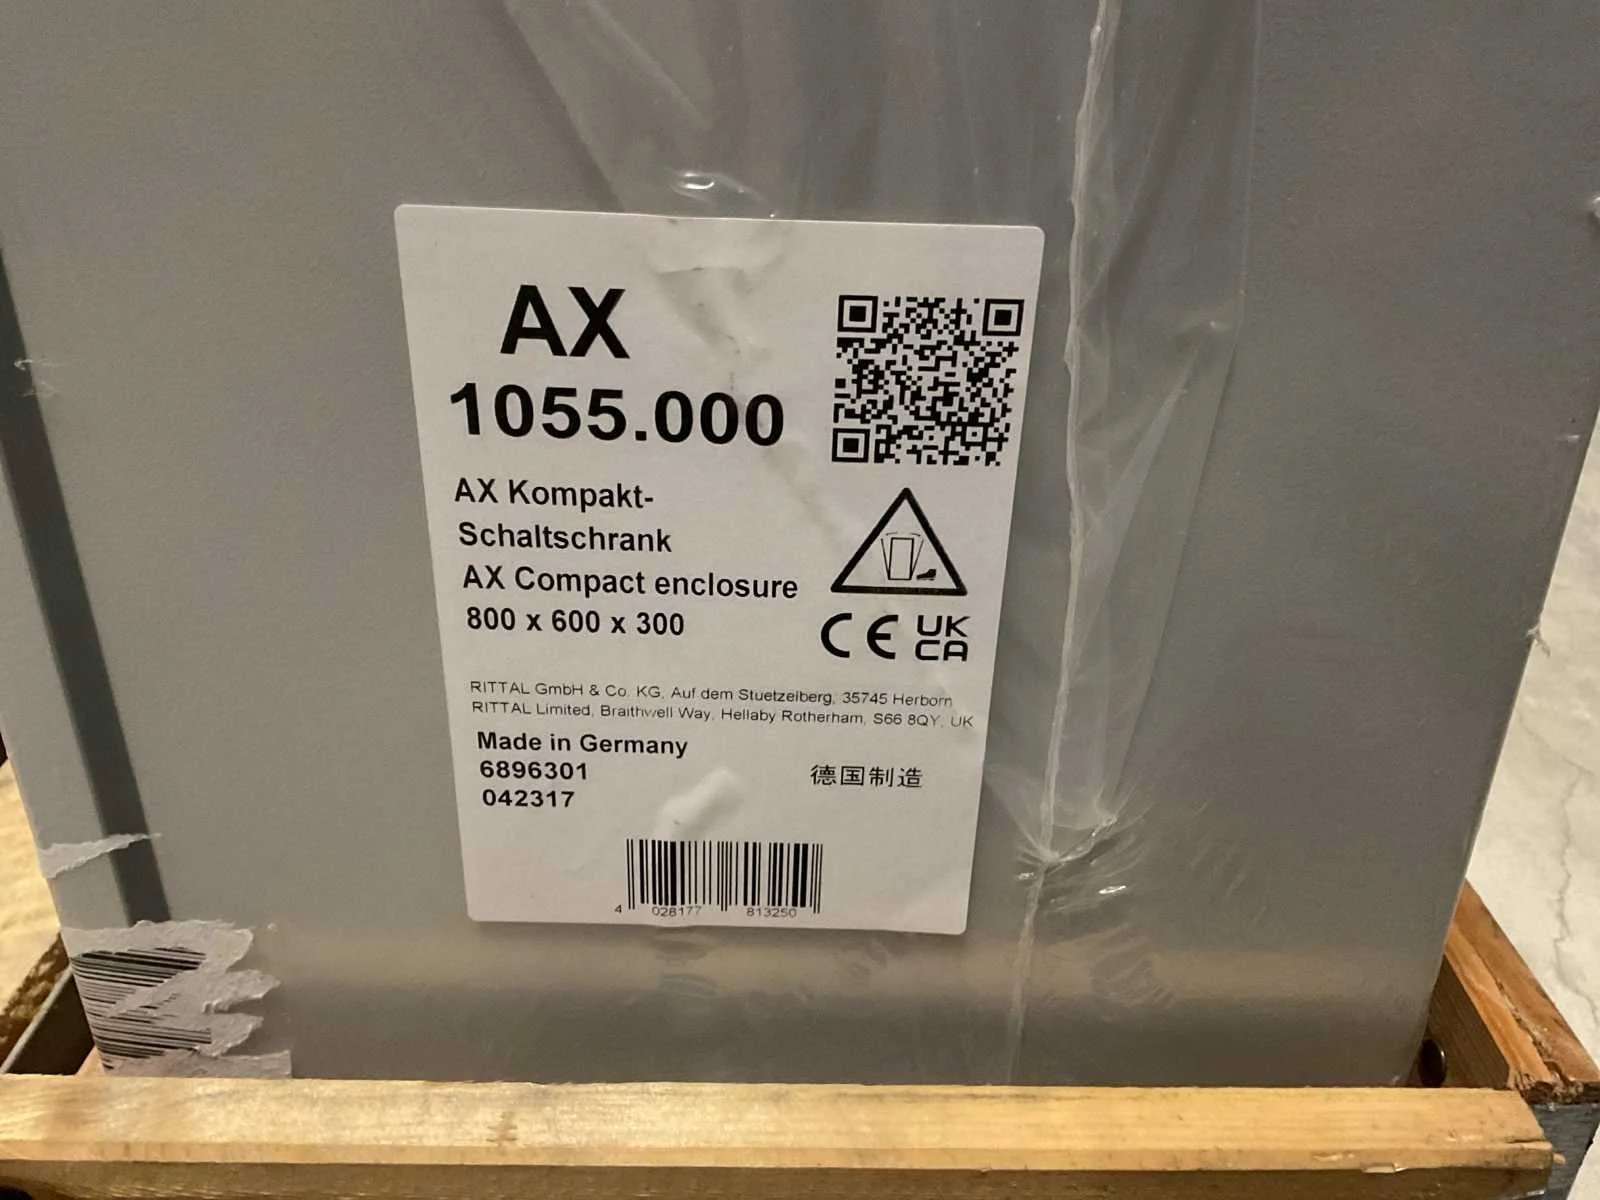 AX
1055.000
AX Kompakt-
Schaltschrank
AX Compact enclosure
800 x 600 x 300
CE UK
CA
RITTAL GmbH & Co. KG, Auf dem Stuetzelberg, 35745 Herborn
RITTAL Limited, Braithwell Way, Hellaby Rotherham, S66 8QY, UK
Made in Germany
6896301
德国制造
042317
4 028177 813250